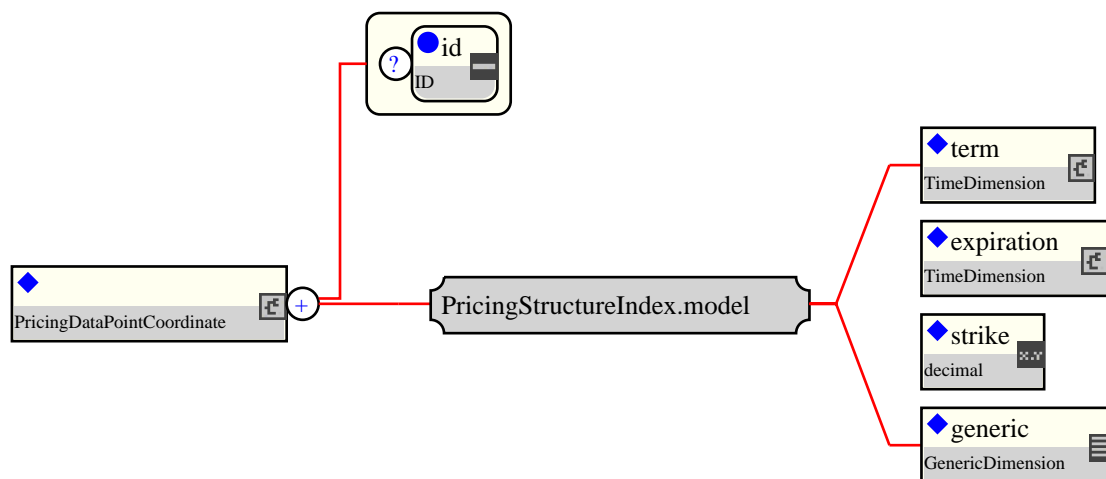 id
?
ID
term
TimeDimension
expiration
TimeDimension
PricingDataPointCoordinate
+
PricingStructureIndex.model
strike
x.y
decimal
generic
GenericDimension